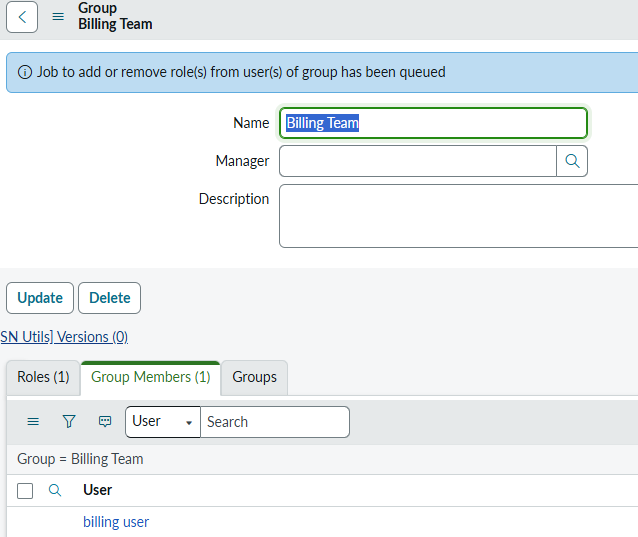 Group
Billing Team
Job to add or remove role(s) from user(s) of group has been queued
Name Billing Team
Manager
Description
Update Delete
SN Utils] Versions (0)
Roles (1) Group Members (1) Groups
User Search
Group = Billing Team
User
billing user